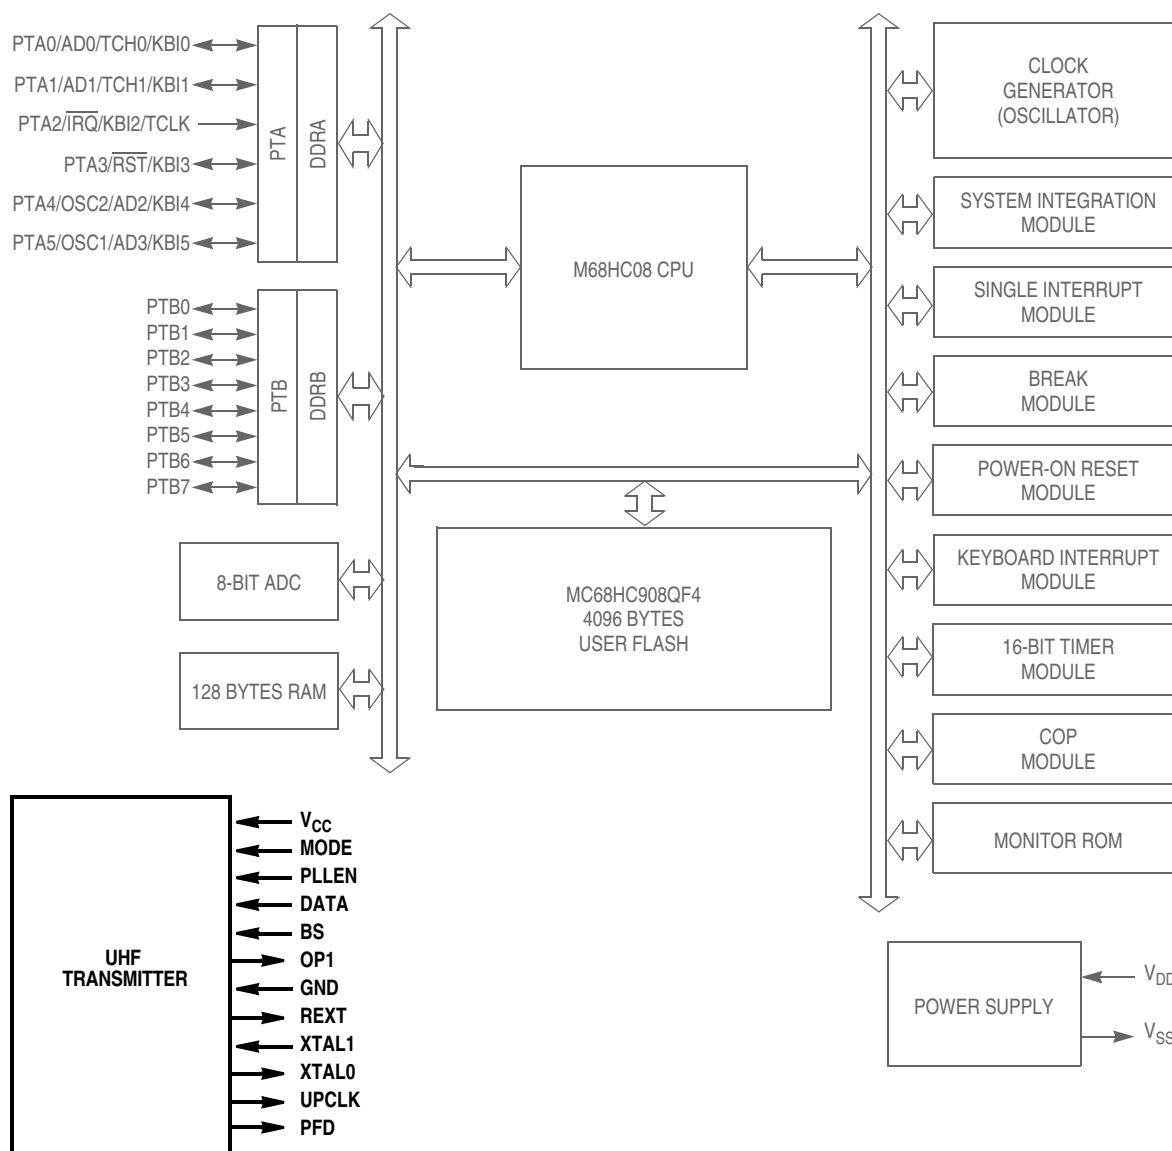 PTA0/AD0/TCH0/KBI0
PTA1/AD1/TCH1/KBI1
PTA2/IRQ/KBI2/TCLK
PTA3/RST/KBI3
PTA4/OSC2/AD2/KBI4
PTA5/OSC1/AD3/KBI5
PTA
DDRA
PTB0
PTB1
PTB2
PTB3
PTB4
PTB5
PTB6
PTB7
PTB
DDRB
8-BIT ADC
128 BYTES RAM
M68HC08 CPU
MC68HC908QF4
4096 BYTES
USER FLASH
CLOCK
GENERATOR
(OSCILLATOR)
SYSTEM INTEGRATION
MODULE
SINGLE INTERRUPT
MODULE
BREAK
MODULE
POWER-ON RESET
MODULE
KEYBOARD INTERRUPT
MODULE
16-BIT TIMER
MODULE
COP
MODULE
MONITOR ROM
POWER SUPPLY
VDD
VSS
UHF
TRANSMITTER
VCC
MODE
PLLEN
DATA
BS
OP1
GND
REXT
XTAL1
XTAL0
UPCLK
PFD